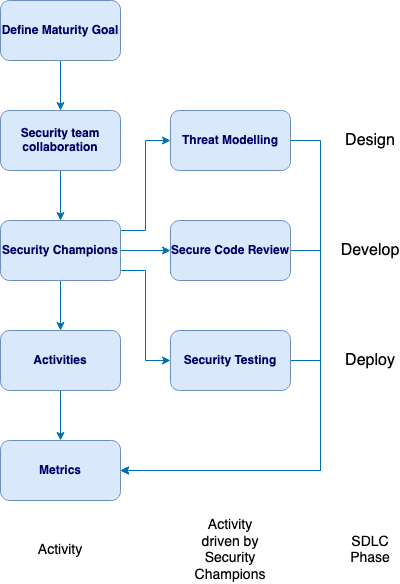 Define Maturity Goal
Security team
collaboration
Threat Modelling
Design
Security Champions
Secure Code Review
Develop
Activities
Security Testing
Deploy
Metrics
Activity
Activity
driven by
Security
Champions
SDLC
Phase